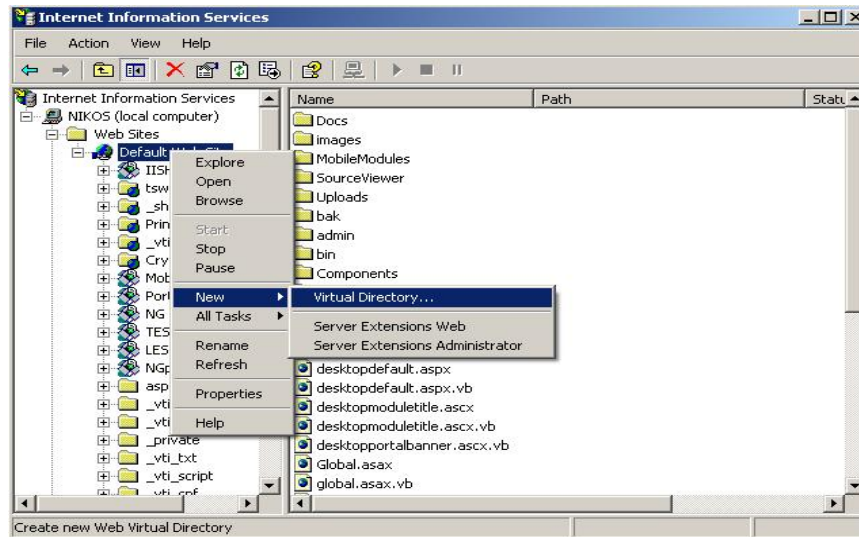 Internet Information Services
File Action View Help
Internet Information Services
NIKOS (local computer)
Web Sites
Default
tsw
_sh
Prin
_vti
Cry
Mob
Port
NG
TES
LES
NGp
asp
_vti
_vti
_private
_vti_txt
_vti_script
_vti_cnf
Explore
Open
Browse
Start
Stop
Pause
New
All Tasks
Rename
Refresh
Properties
Help
Virtual Directory...
Server Extensions Web
Server Extensions Administrator
Name Path Statu
Docs
images
MobileModules
SourceViewer
Uploads
bak
admin
bin
Components
desktopdefault.aspx
desktopdefault.aspx.vb
desktopmoduletitle.ascx
desktopmoduletitle.ascx.vb
desktopportalbanner.ascx.vb
Global.asax
global.asax.vb
Create new Web Virtual Directory